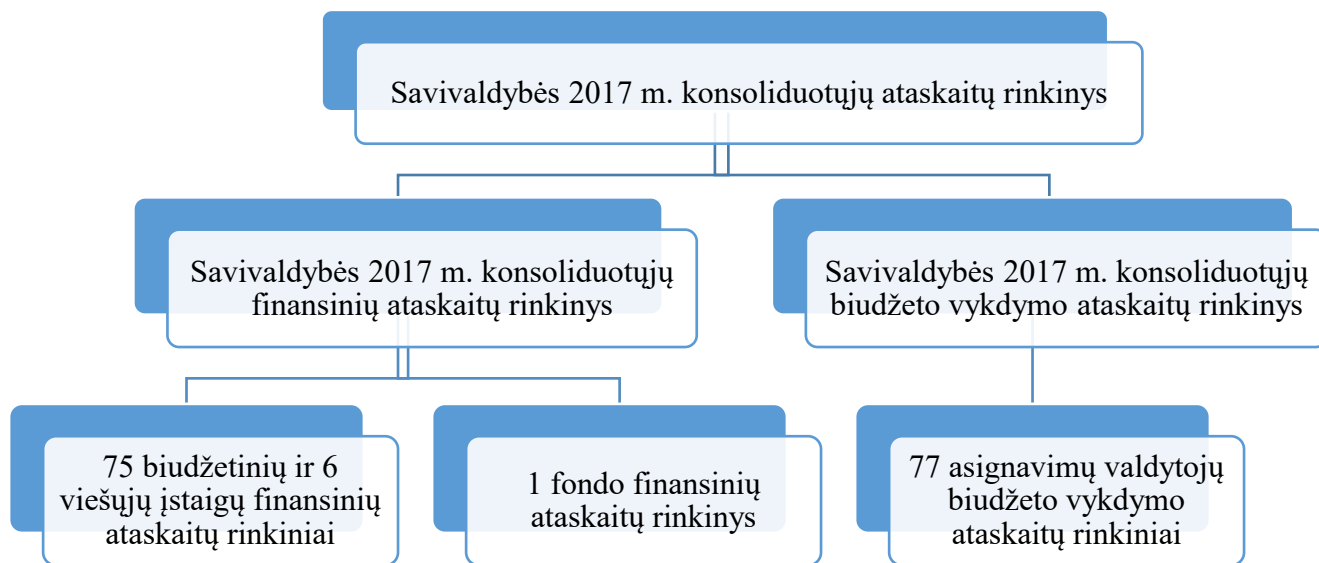 Savivaldybės 2017 m. konsoliduotųjų ataskaitų rinkinys
Savivaldybės 2017 m. konsoliduotųjų
finansinių ataskaitų rinkinys
Savivaldybės 2017 m. konsoliduotųjų
biudžeto vykdymo ataskaitų rinkinys
75 biudžetinių ir 6
viešųjų įstaigų finansinių
ataskaitų rinkiniai
1 fondo finansinių
ataskaitų rinkinys
77 asignavimų valdytojų
biudžeto vykdymo
ataskaitų rinkiniai